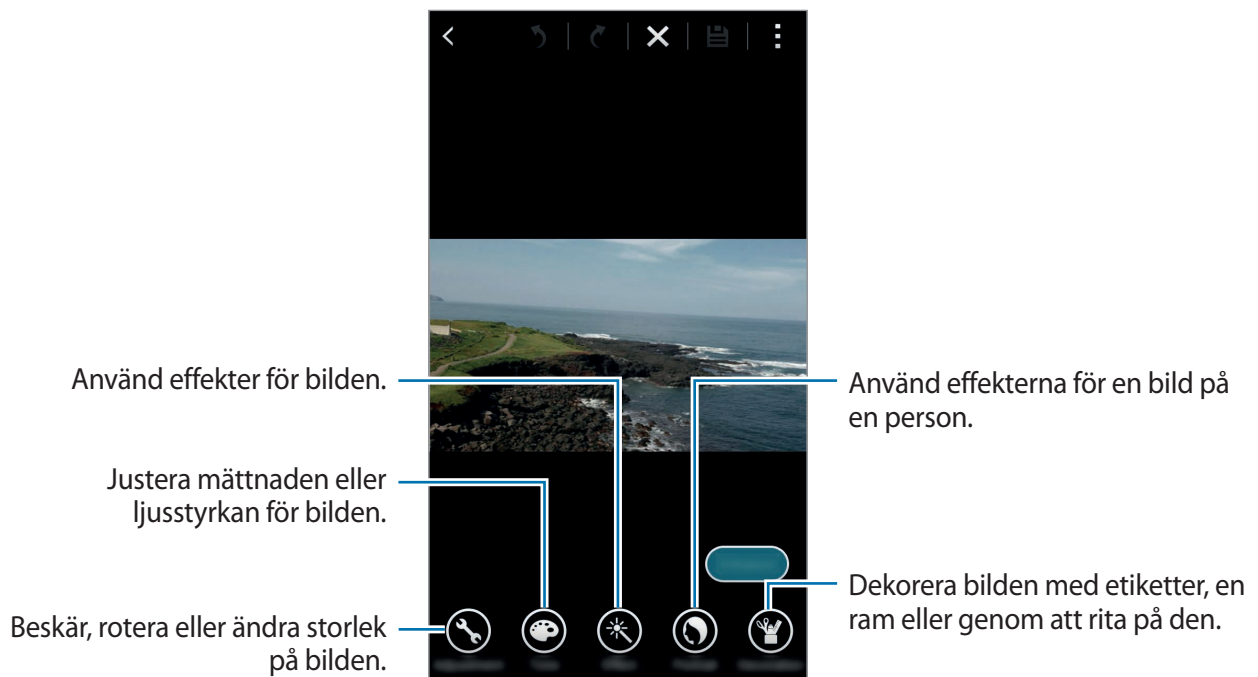 Använd effekter för bilden.
Justera mättnaden eller
ljusstyrkan för bilden.
Beskär, rotera eller ändra storlek
på bilden.
Använd effekterna för en bild på
en person.
Dekorera bilden med etiketter, en
ram eller genom att rita på den.